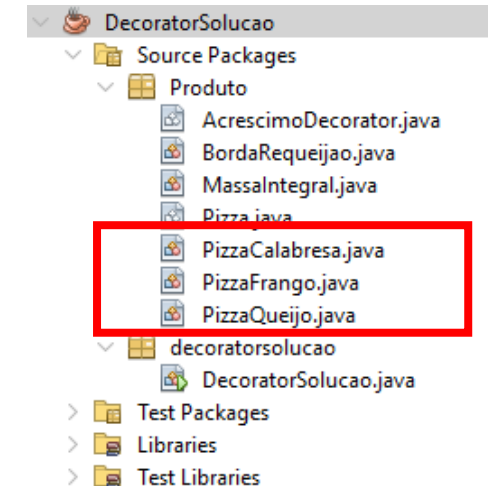 DecoratorSolucao
Source Packages
Produto
AcrescimoDecorator.java
BordaRequeijao.java
MassaIntegral.java
Pizza.java
PizzaCalabresa.java
PizzaFrango.java
PizzaQueijo.java
decoratorsolucao
DecoratorSolucao.java
Test Packages
Libraries
Test Libraries